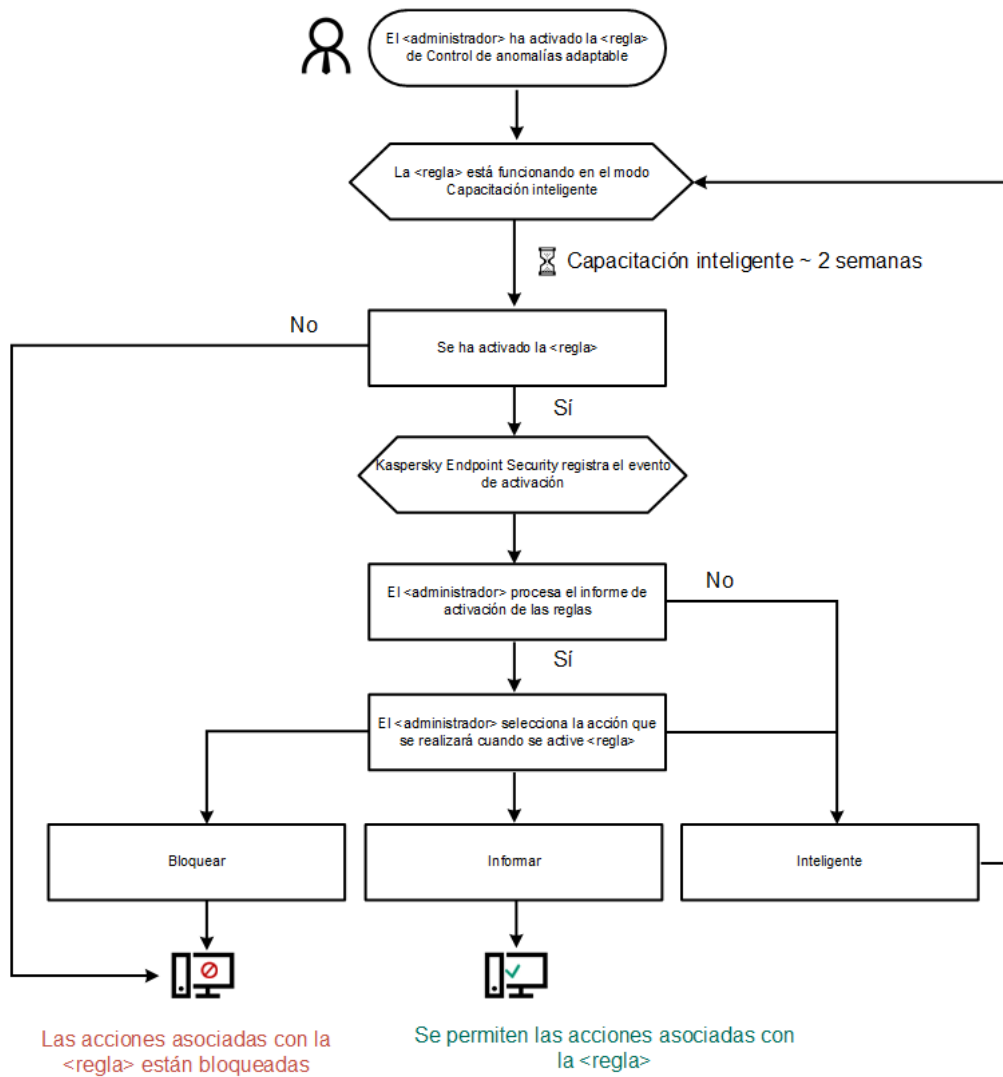 El <administrador> ha activado la <regla>
de Control de anomalías adaptable
La <regla> está funcionando en el modo
Capacitación inteligente
Capacitación inteligente ~ 2 semanas
No
Se ha activado la <regla>
Sí
Kaspersky Endpoint Security registra el evento
de activación
El <administrador> procesa el informe de
activación de las reglas
No
Sí
El <administrador> selecciona la acción que
se realizará cuando se active <regla>
Bloquear
Informar
Inteligente
Las acciones asociadas con la
<regla> están bloqueadas
Se permiten las acciones asociadas con
la <regla>